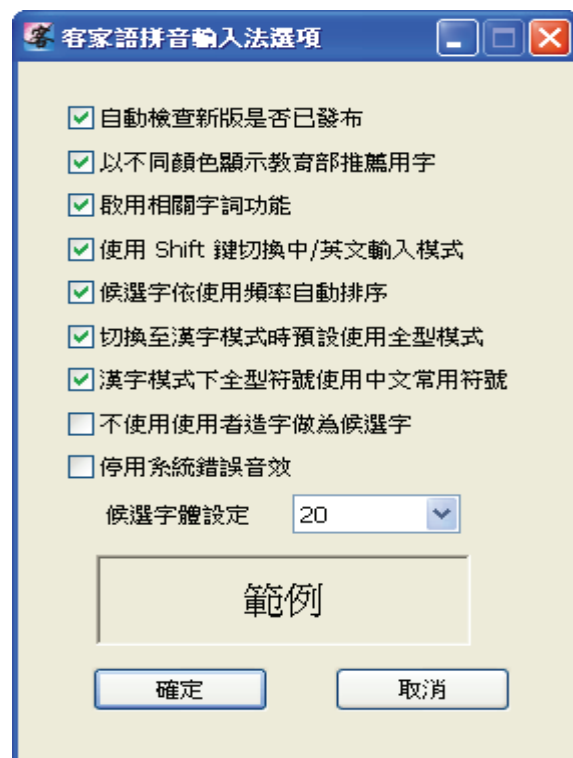 客 客家語拼音輸入法選項
自動檢查新版是否已發布
以不同顏色顯示教育部推薦用字
啟用相關字詞功能
使用 Shift 鍵切換中/英文輸入模式
候選字依使用頻率自動排序
切換至漢字模式時預設使用全型模式
漢字模式下全型符號使用中文常用符號
不使用使用者造字做為候選字
停用系統錯誤音效
候選字體設定 20
範例
確定 取消